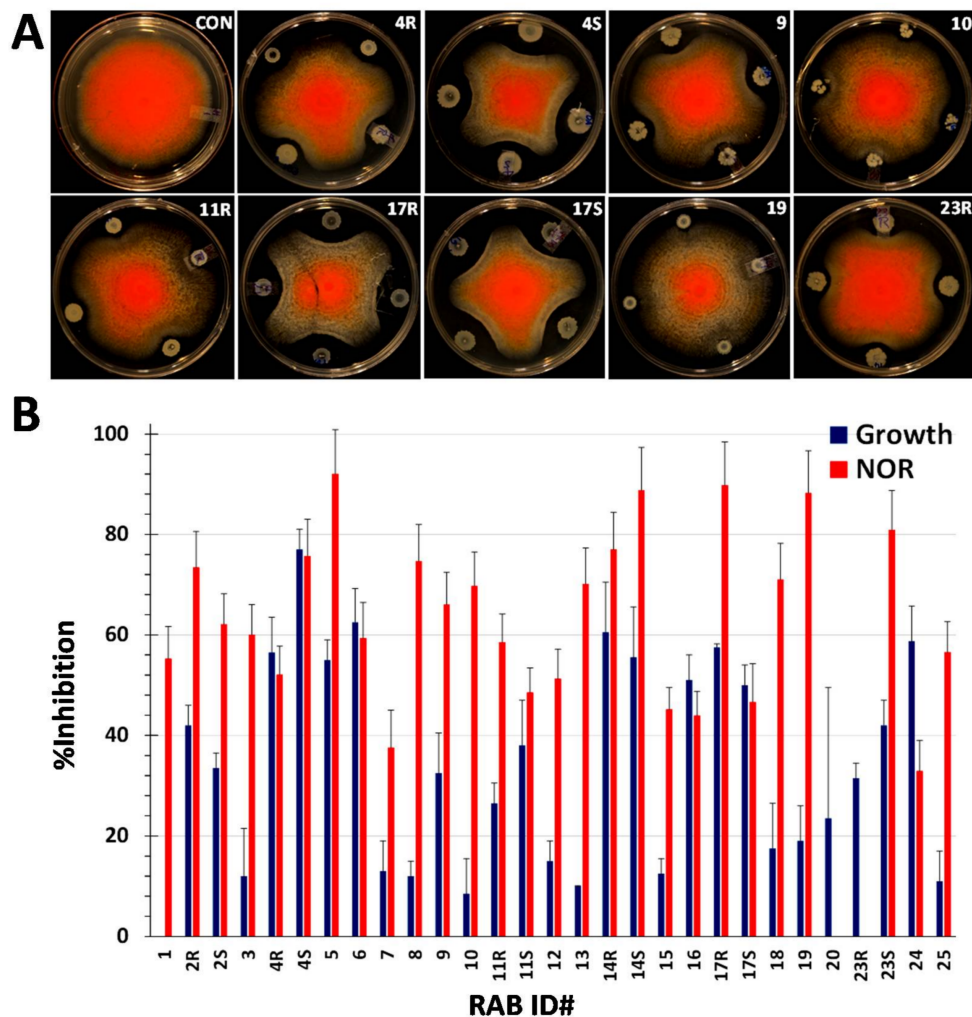 A
CON 4R 4S 9 10
11R 17R 17S 19 23R
B
100
80
60
40
20
0
%Inhibition
Growth
NOR
1 2R 2S 3 4R 4S 5 6 7 8 9 10 11R 11S 12 13 14R 14S 15 16 17R 17S 18 19 20 23R 23S 24 25
RAB ID#